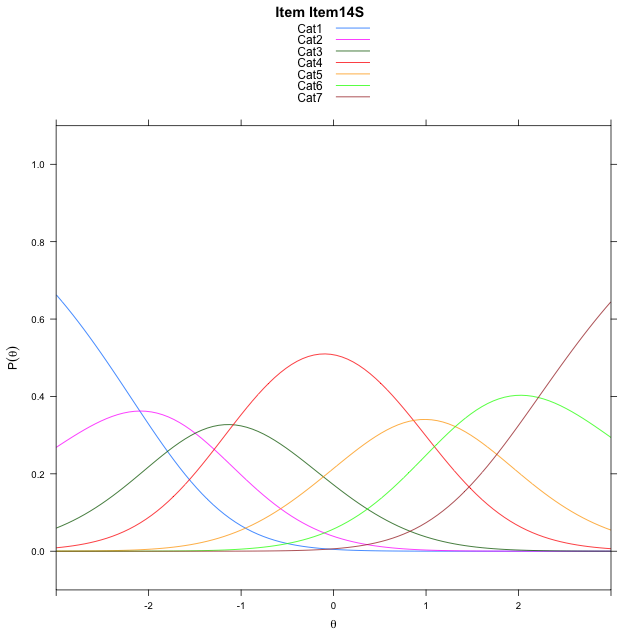 Item Item14S
Cat1
Cat2
Cat3
Cat4
Cat5
Cat6
Cat7
1.0
0.8
0.6
0.4
0.2
0.0
P(θ)
-2 -1 0 1 2
θ